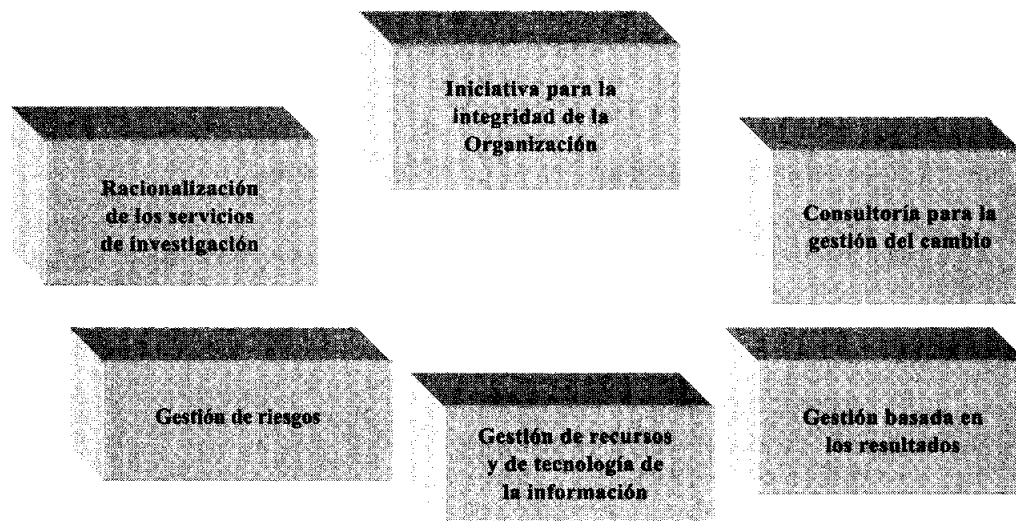 Iniciativa para la
integridad de la
Organización
Racionalización
de los servicios
de investigación
Consultoría para la
gestión del cambio
Gestión de riesgos
Gestión de recursos
y de tecnología de
la información
Gestión basada en
los resultados